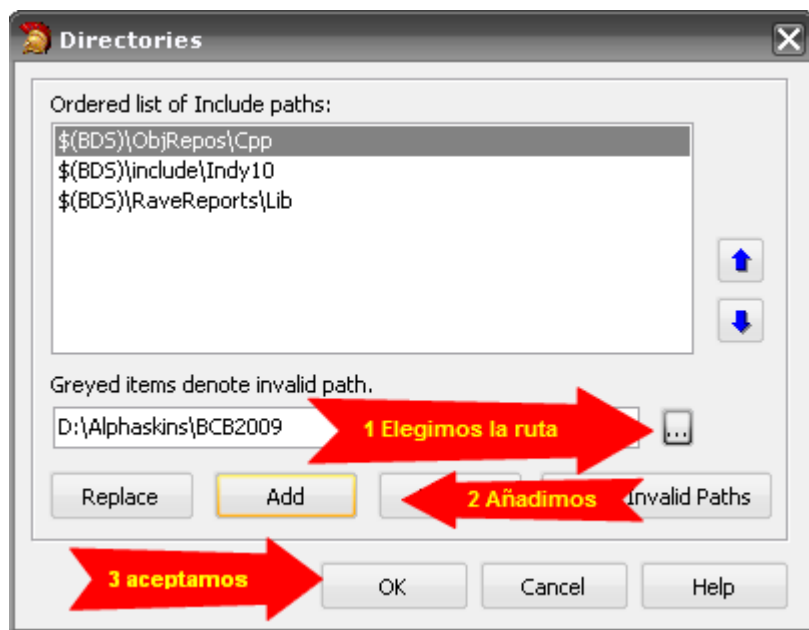 Directories
Ordered list of Include paths:
$(BDS)\ObjRepos\Cpp
$(BDS)\include\Indy10
$(BDS)\RaveReports\Lib
Greyed items denote invalid path.
D:\Alphaskins\BCB2009
1 Elegimos la ruta
...
Replace
Add
2 Añadimos
Invalid Paths
3 aceptamos
OK
Cancel
Help